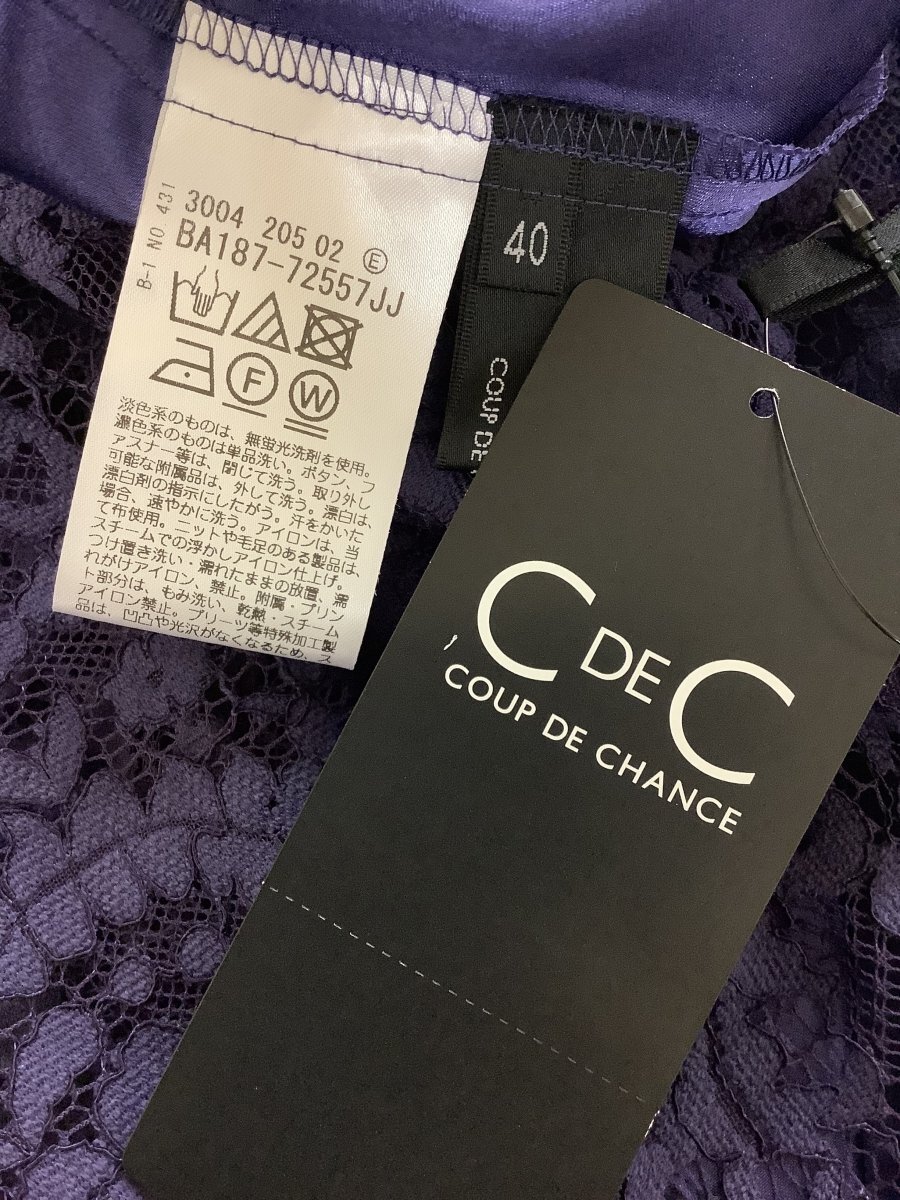 B-1 NO 431
3004 205 02 E
BA187-72557JJ
F
W
淡色系のものは、無蛍光洗剤を使用。
濃色系のものは単品洗い。ボタン、フ
ァスナー等は、閉じて洗う。取り外し
可能な附属品は、外して洗う。漂白は、
漂白剤の指示にしたがう。汗をかいた
場合、速やかに洗う。アイロンは、当
て布使用。ニットや毛足のある製品は、
スチームでの浮かしアイロン仕上げ。
つけ置き洗い・濡れたままの放置、濡
れがけアイロン、禁止。附属・プリン
ト部分は、もみ洗い、乾熱・スチーム
アイロン禁止。プリーツ等特殊加工製
品は、凹凸や光沢がなくなるため、ス
40
COUP DE
C DE C
COUP DE CHANCE